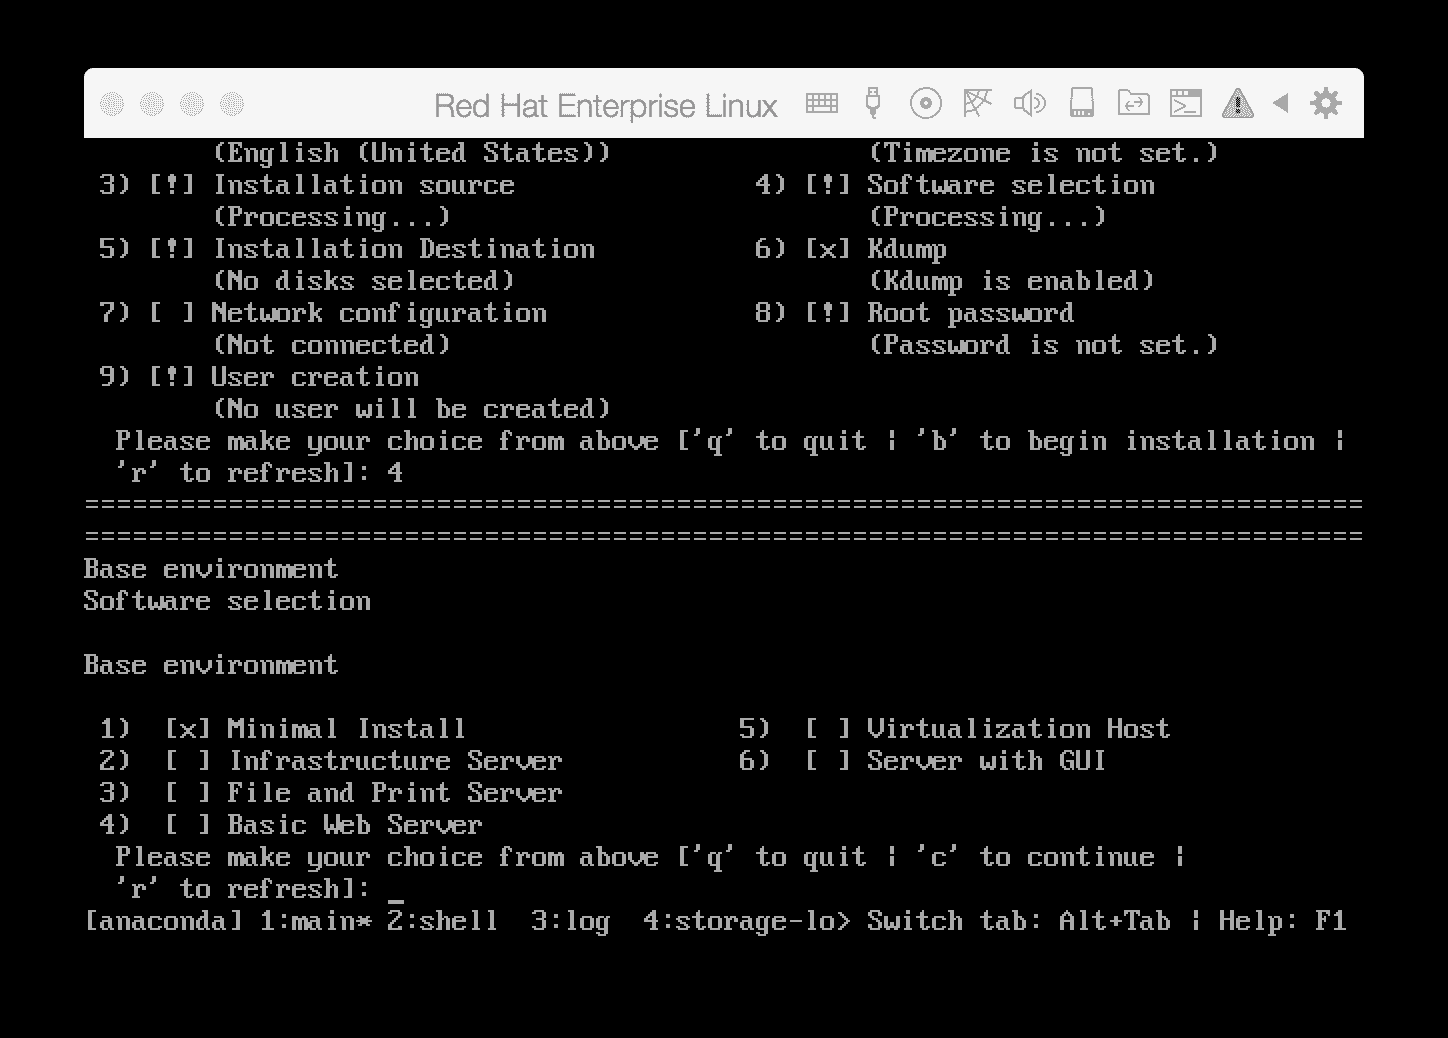 Red Hat Enterprise Linux
(English (United States)) (Timezone is not set.)
3) [!] Installation source 4) [!] Software selection
(Processing...) (Processing...)
5) [!] Installation Destination 6) [x] Kdump
(No disks selected) (Kdump is enabled)
7) [ ] Network configuration 8) [!] Root password
(Not connected) (Password is not set.)
9) [!] User creation
(No user will be created)
Please make your choice from above ['q' to quit | 'b' to begin installation |
'r' to refresh]: 4
================================================================================
================================================================================
Base environment
Software selection
Base environment
1) [x] Minimal Install 5) [ ] Virtualization Host
2) [ ] Infrastructure Server 6) [ ] Server with GUI
3) [ ] File and Print Server
4) [ ] Basic Web Server
Please make your choice from above ['q' to quit | 'c' to continue |
'r' to refresh]: _
[anaconda] 1:main* 2:shell 3:log 4:storage-lo> Switch tab: Alt+Tab | Help: F1